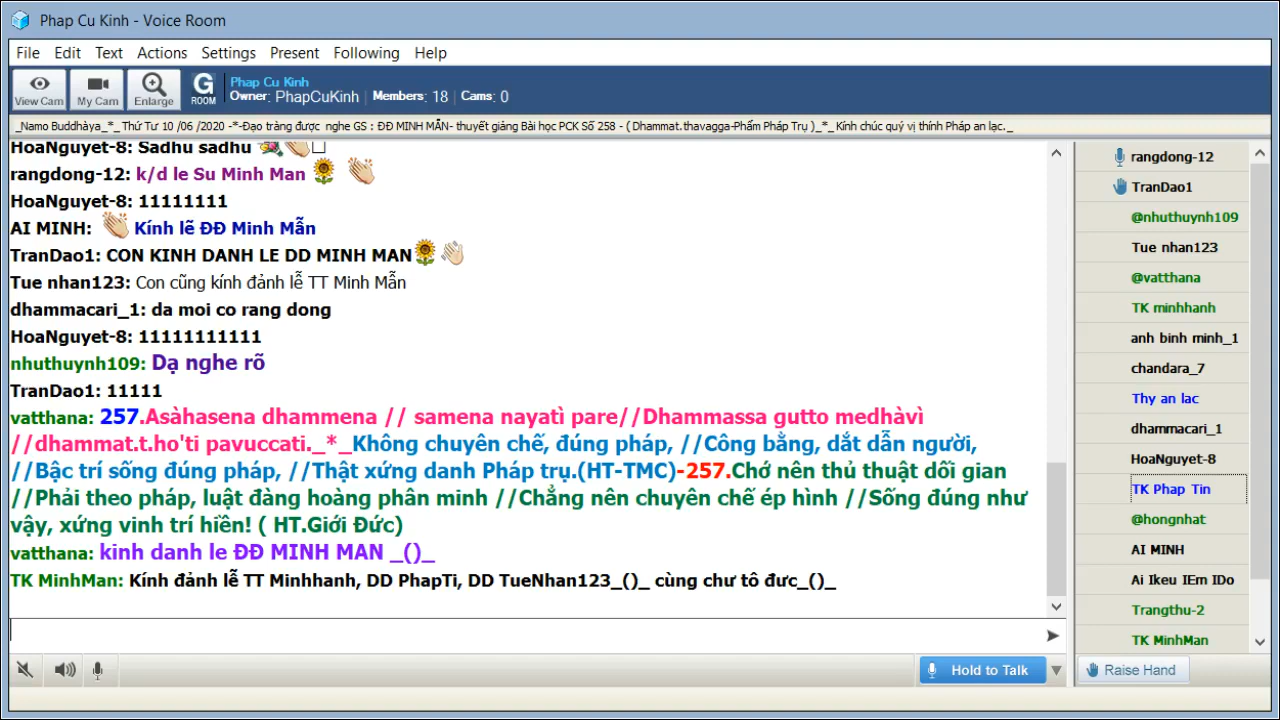 Phap Cu Kinh - Voice Room
File Edit Text Actions Settings Present Following Help
View Cam My Cam Enlarge G ROOM
Phap Cu Kinh
Owner: PhapCuKinh | Members: 18 | Cams: 0
_Namo Buddhàya_*_ Thứ Tư 10 /06 /2020 -*-Đạo tràng được nghe GS : ĐĐ MINH MẪN- thuyết giảng Bài học PCK Số 258 - ( Dhammat.thavagga-Phẩm Pháp Trụ )_*_ Kính chúc quý vị thính Pháp an lạc._
HoaNguyet-8: Sadhu sadhu
rangdong-12: k/d le Su Minh Man
HoaNguyet-8: 11111111
AI MINH: Kính lễ ĐĐ Minh Mẫn
TranDao1: CON KINH DANH LE DD MINH MAN
Tue nhan123: Con cũng kính đảnh lễ TT Minh Mẫn
dhammacari_1: da moi co rang dong
HoaNguyet-8: 11111111111
nhuthuynh109: Dạ nghe rõ
TranDao1: 11111
vatthana: 257.Asàhasena dhammena // samena nayatì pare//Dhammassa gutto medhàvì
//dhammat.t.ho'ti pavuccati._*_Không chuyên chế, đúng pháp, //Công bằng, dắt dẫn người,
//Bậc trí sống đúng pháp, //Thật xứng danh Pháp trụ.(HT-TMC)-257.Chớ nên thủ thuật dối gian
//Phải theo pháp, luật đàng hoàng phân minh //Chẳng nên chuyên chế ép hình //Sống đúng như
vậy, xứng vinh trí hiền! ( HT.Giới Đức)
vatthana: kinh danh le ĐĐ MINH MAN _()_
TK MinhMan: Kính đảnh lễ TT Minhhanh, DD PhapTi, DD TueNhan123_()_ cùng chư tô đưc_()_
rangdong-12
TranDao1
@nhuthuynh109
Tue nhan123
@vatthana
TK minhhanh
anh binh minh_1
chandara_7
Thy an lac
dhammacari_1
HoaNguyet-8
TK Phap Tin
@hongnhat
AI MINH
Ai Ikeu IEm IDo
Trangthu-2
TK MinhMan
Hold to Talk
Raise Hand